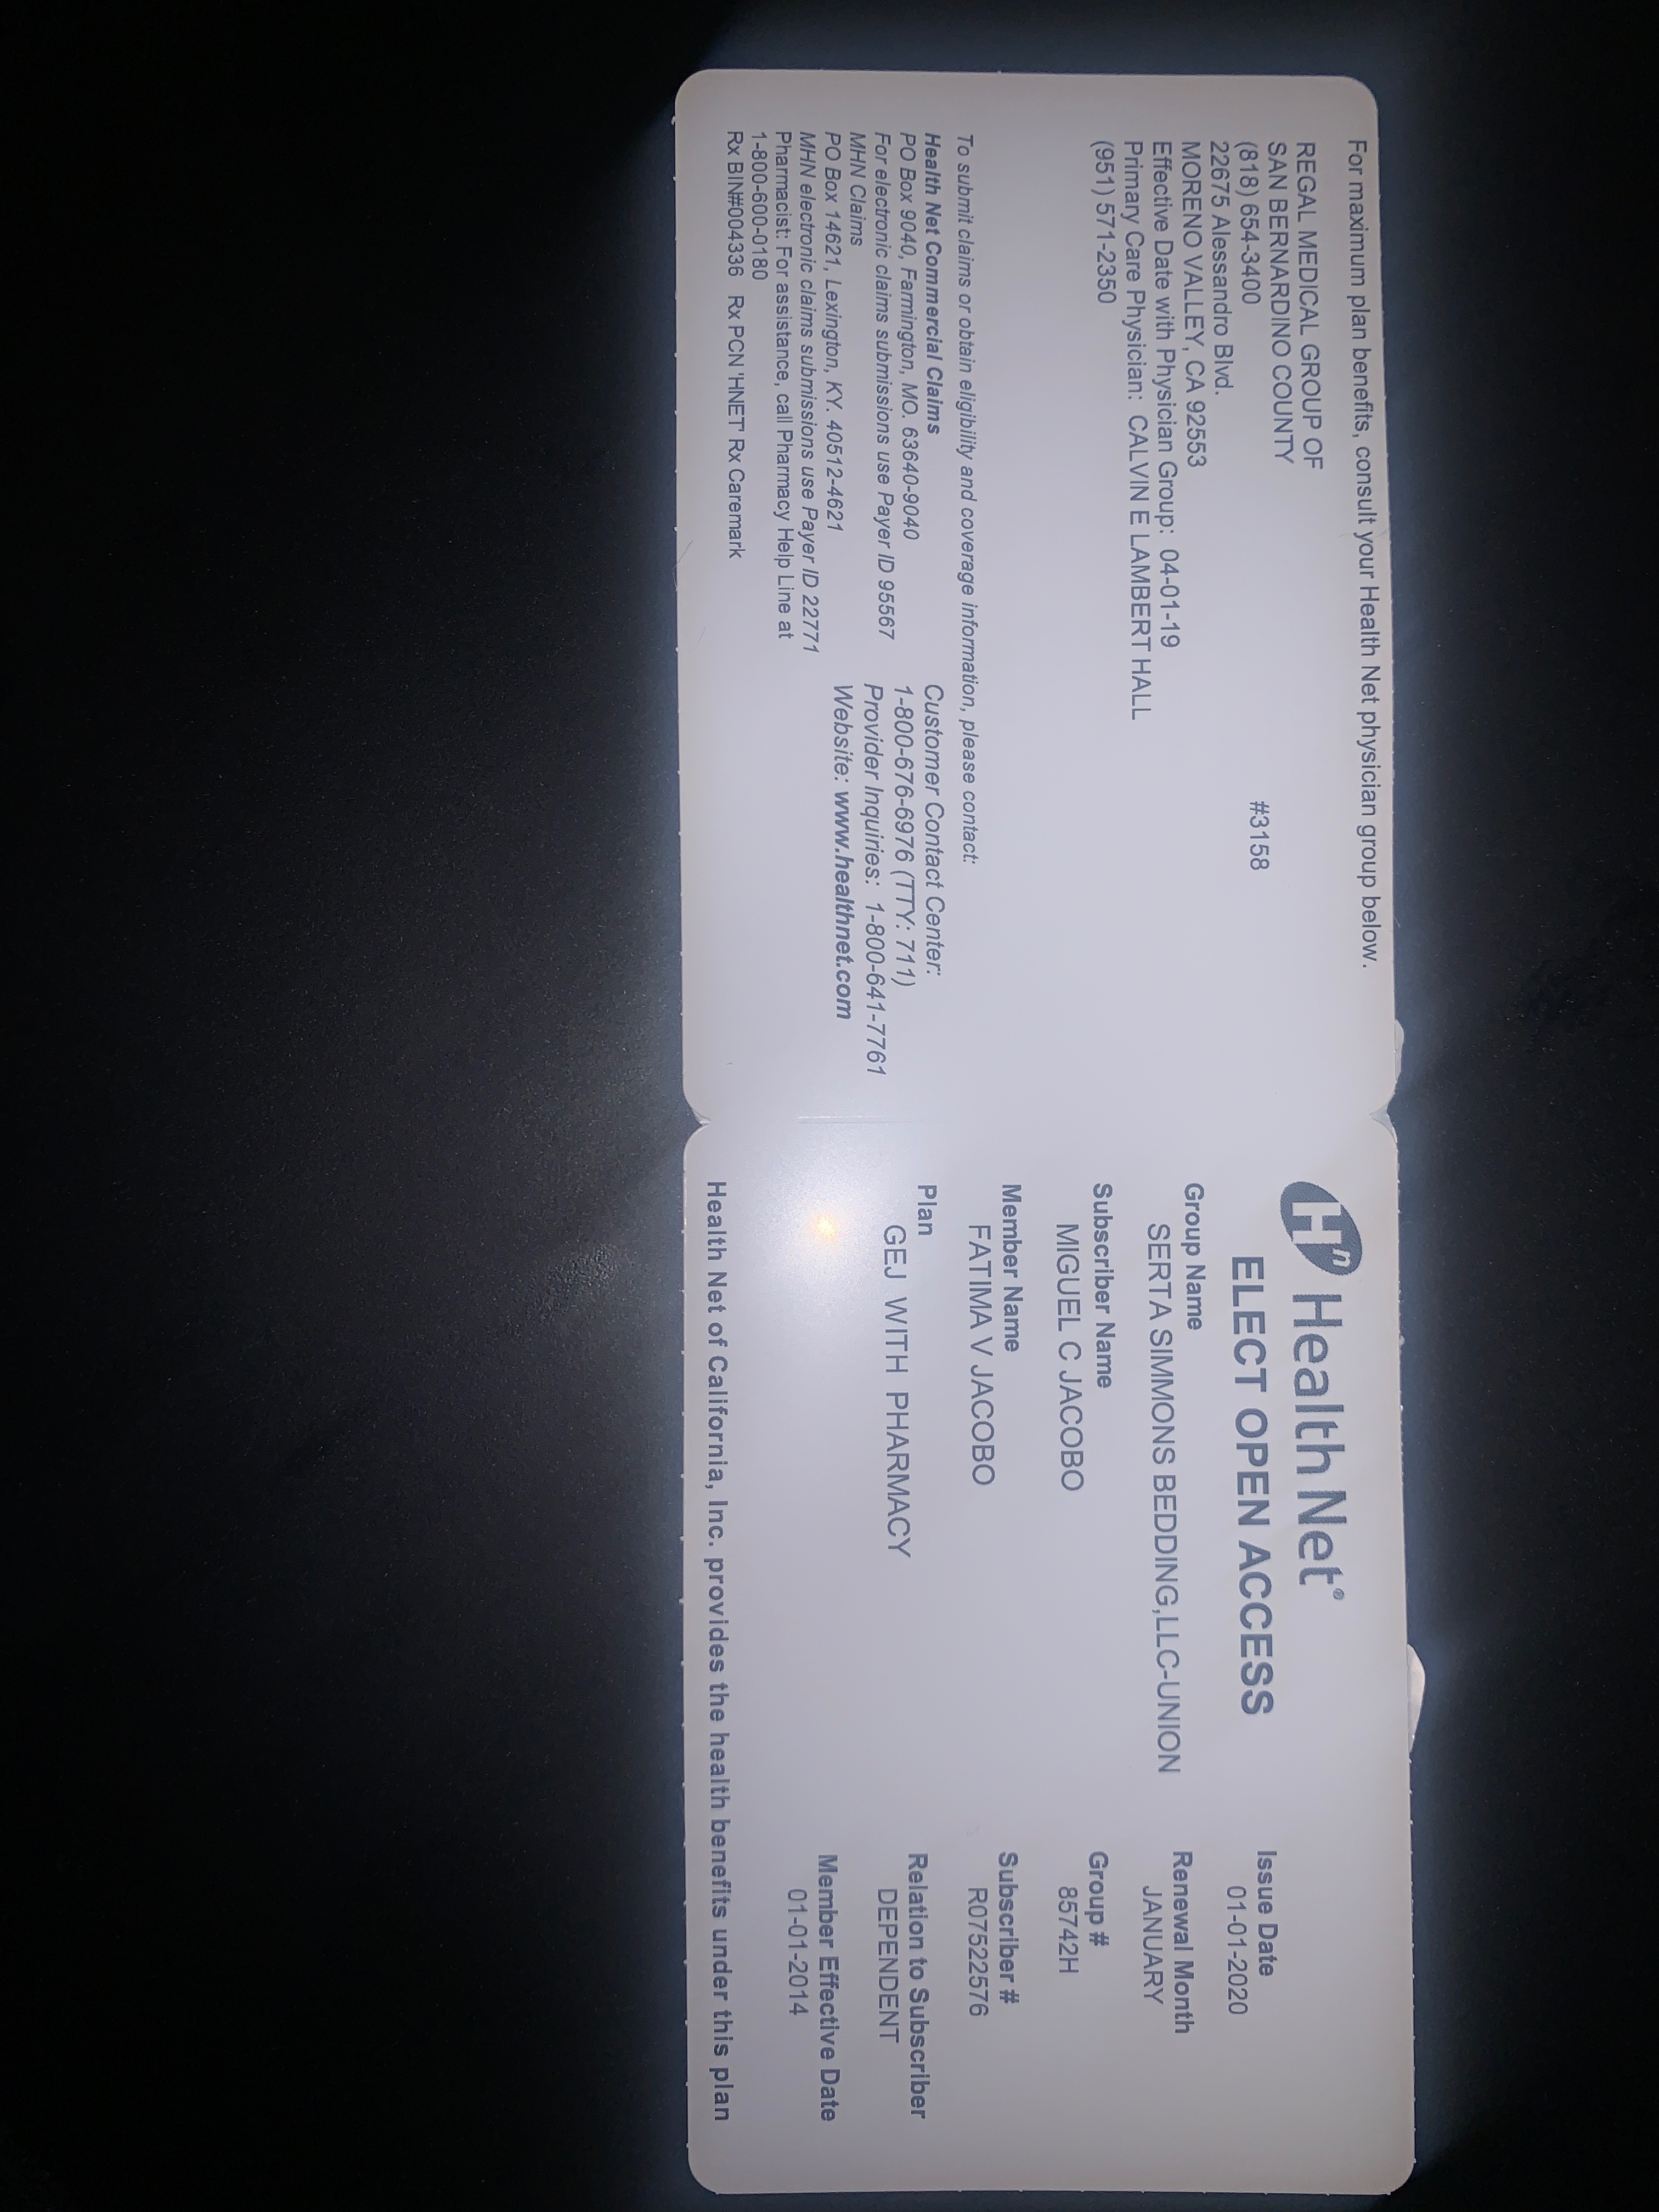 For maximum plan benefits, consult your Health Net physician group below.
REGAL MEDICAL GROUP OF
SAN BERNARDINO COUNTY
(818) 654-3400 #3158
22675 Alessandro Blvd.
MORENO VALLEY, CA 92553
Effective Date with Physician Group: 04-01-19
Primary Care Physician: CALVIN E LAMBERT HALL
(951) 571-2350
To submit claims or obtain eligibility and coverage information, please contact:
Health Net Commercial Claims
PO Box 9040, Farmington, MO. 63640-9040
For electronic claims submissions use Payer ID 95567
MHN Claims
PO Box 14621, Lexington, KY. 40512-4621
MHN electronic claims submissions use Payer ID 22771
Pharmacist: For assistance, call Pharmacy Help Line at
1-800-600-0180
Rx BIN#004336 Rx PCN 'HNET' Rx Caremark
Customer Contact Center:
1-800-676-6976 (TTY: 711)
Provider Inquiries: 1-800-641-7761
Website: www.healthnet.com
Hn Health Net®
ELECT OPEN ACCESS
Group Name
SERTA SIMMONS BEDDING,LLC-UNION
Subscriber Name
MIGUEL C JACOBO
Member Name
FATIMA V JACOBO
Plan
GEJ WITH PHARMACY
Issue Date
01-01-2020
Renewal Month
JANUARY
Group #
85742H
Subscriber #
R07522576
Relation to Subscriber
DEPENDENT
Member Effective Date
01-01-2014
Health Net of California, Inc. provides the health benefits under this plan